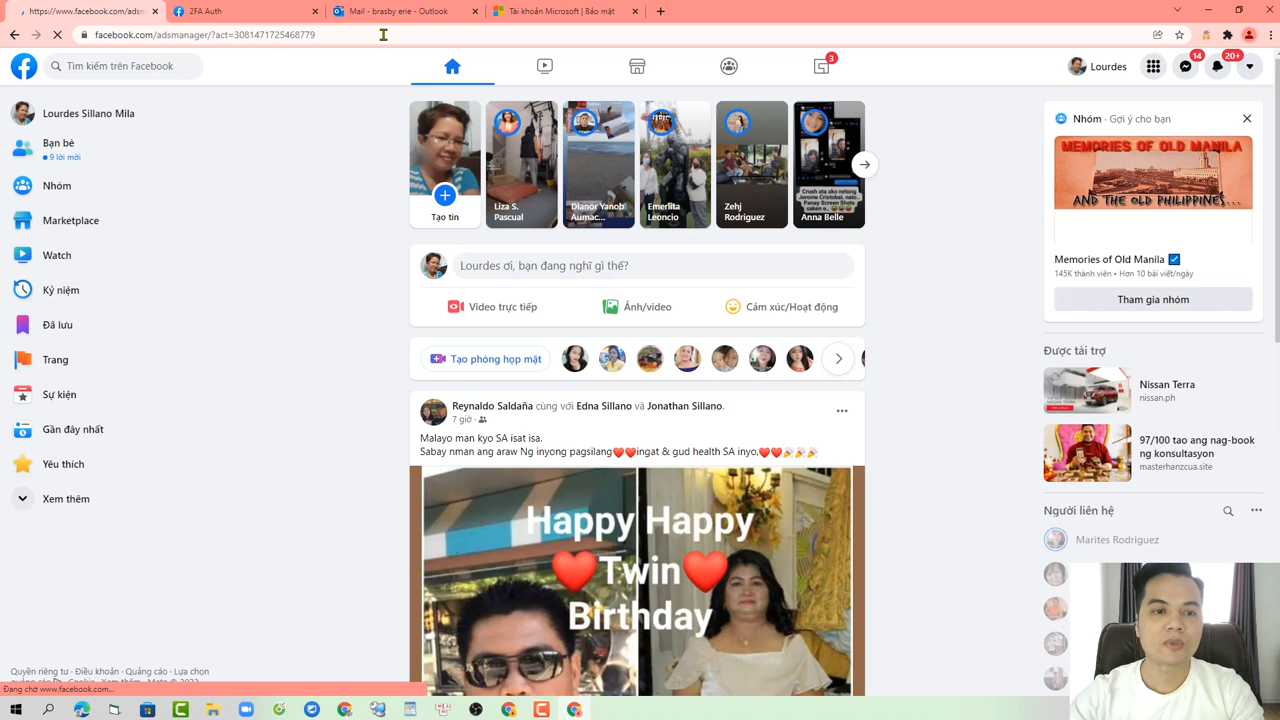 https://www.facebook.com/ads
2FA Auth
Mail - brasby erie - Outlook
Tài khoản Microsoft | Bảo mật
facebook.com/adsmanager/?act=3081471725468779
Tìm kiếm trên Facebook
3
Lourdes
14
20+
Lourdes Sillano Mila
Bạn bè
9 lời mới
Nhóm
Marketplace
Watch
Kỷ niệm
Đã lưu
Trang
Sự kiện
Gần đây nhất
Yêu thích
Xem thêm
Tạo tin
Liza S. Pascual
Dlanor Yanob Aumac...
Emerlita Leoncio
Zehj Rodriguez
Crush ata ako netong
Anna Belle
Lourdes ơi, bạn đang nghĩ gì thế?
Video trực tiếp
Ảnh/video
Cảm xúc/Hoạt động
Tạo phòng họp mặt
Reynaldo Saldaña cùng với Edna Sillano và Jonathan Sillano.
7 giờ
Malayo man kyo SA isat isa.
Sabay nman ang araw Ng inyong pagsilang❤️❤️ingat & gud health SA inyo,❤️❤️🎉🎉🎉
Happy Happy
❤️Twin❤️
Birthday
Nhóm · Gợi ý cho bạn
MEMORIES OF OLD MANILA
AND THE OLD PHILIPPINES...
Memories of Old Manila
145K thành viên • Hơn 10 bài viết/ngày
Tham gia nhóm
Được tài trợ
Nissan Terra
nissan.ph
97/100 tao ang nag-book
ng konsultasyon
masterhanzcua.site
Người liên hệ
Marites Rodriguez
Quyền riêng tư · Điều khoản · Quảng cáo · Lựa chọn
Đang chờ www.facebook.com...